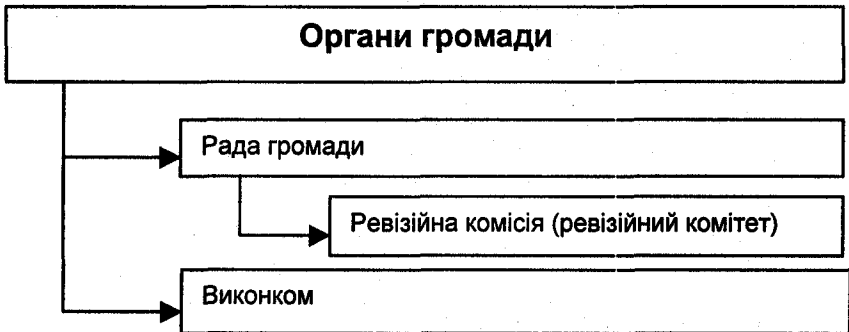 Органи громади
Рада громади
Ревізійна комісія (ревізійний комітет)
Виконком